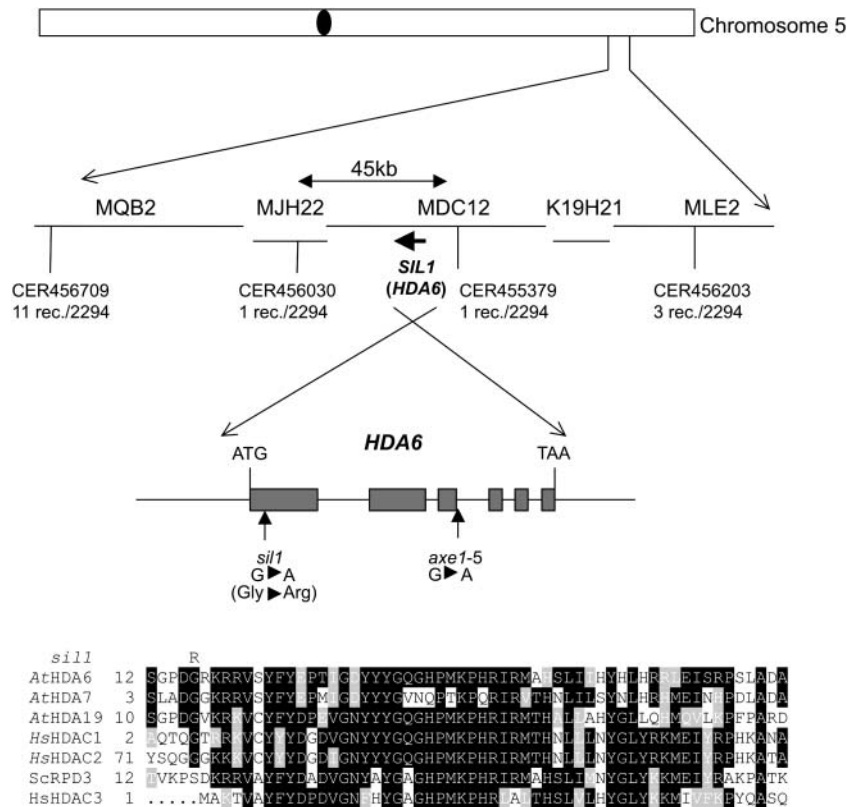 Chromosome 5
45kb
MQB2 MJH22 MDC12 K19H21 MLE2
SIL1
(HDA6)
CER456709 CER456030 CER455379 CER456203
11 rec./2294 1 rec./2294 1 rec./2294 3 rec./2294
HDA6
ATG TAA
sil1 axe1-5
G►A G►A
(Gly►Arg)
sil1 R
AtHDA6 12 SGPDGRKRRVSYFYEPTIGDYYYGQGHPMKPHRIRMAHSLIIHYHLHRRLEISRPSLADA
AtHDA7 3 SLADGGKRRVSYFYEPMIGDYYYGVNQPTKPQRIRVTHNLILSYNLHRHMEINHPDLADA
AtHDA19 10 SGPDGVKRKVCYFYDPEVGNYYYGQGHPMKPHRIRMTHALLAHYGLLQHMQVLKPFPARD
HsHDAC1 2 AQTQGTRRKVCYYYDGDVGNYYYGQGHPMKPHRIRMTHNLLLNYGLYRKMEIYRPHKANA
HsHDAC2 71 YSQGGGKKKVCYYYDGDIGNYYYGQGHPMKPHRIRMTHNLLLNYGLYRKMEIYRPHKATA
ScRPD3 12 TVKPSDKRRVAYFYDADVGNYAYGAGHPMKPHRIRMAHSLIMNYGLYKKMEIYRAKPATK
HsHDAC3 1 .....MAKTVAYFYDPDVGNFHYGAGHPMKPHRLALTHSLVLHYGLYKKMIVFKPYQASQ